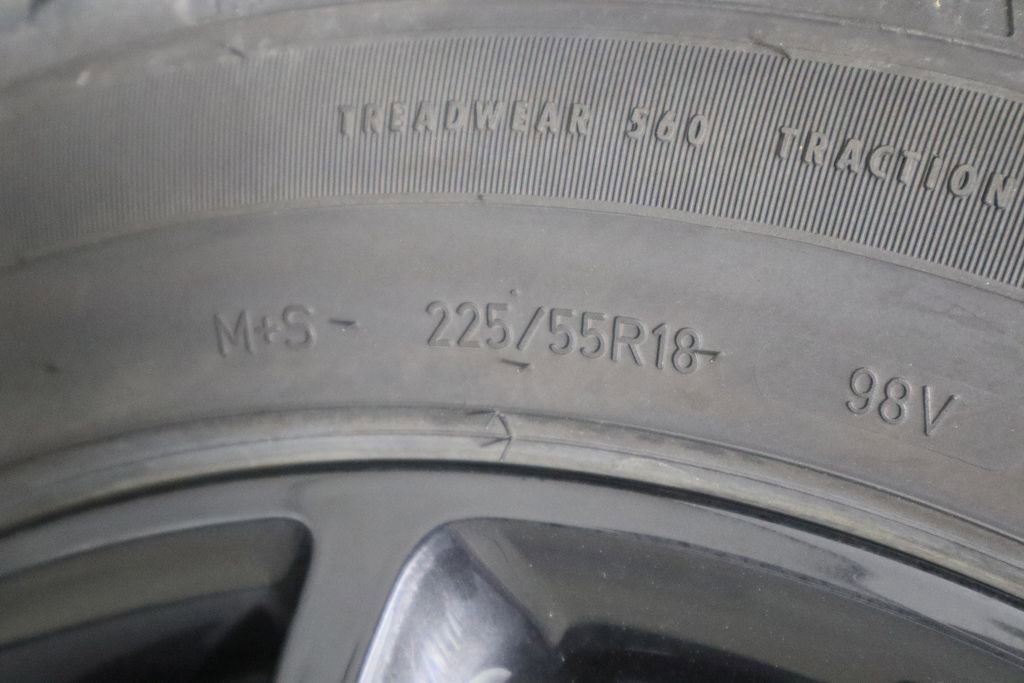 TREADWEAR 560 TRACTION
M+S 225/55R18 98V